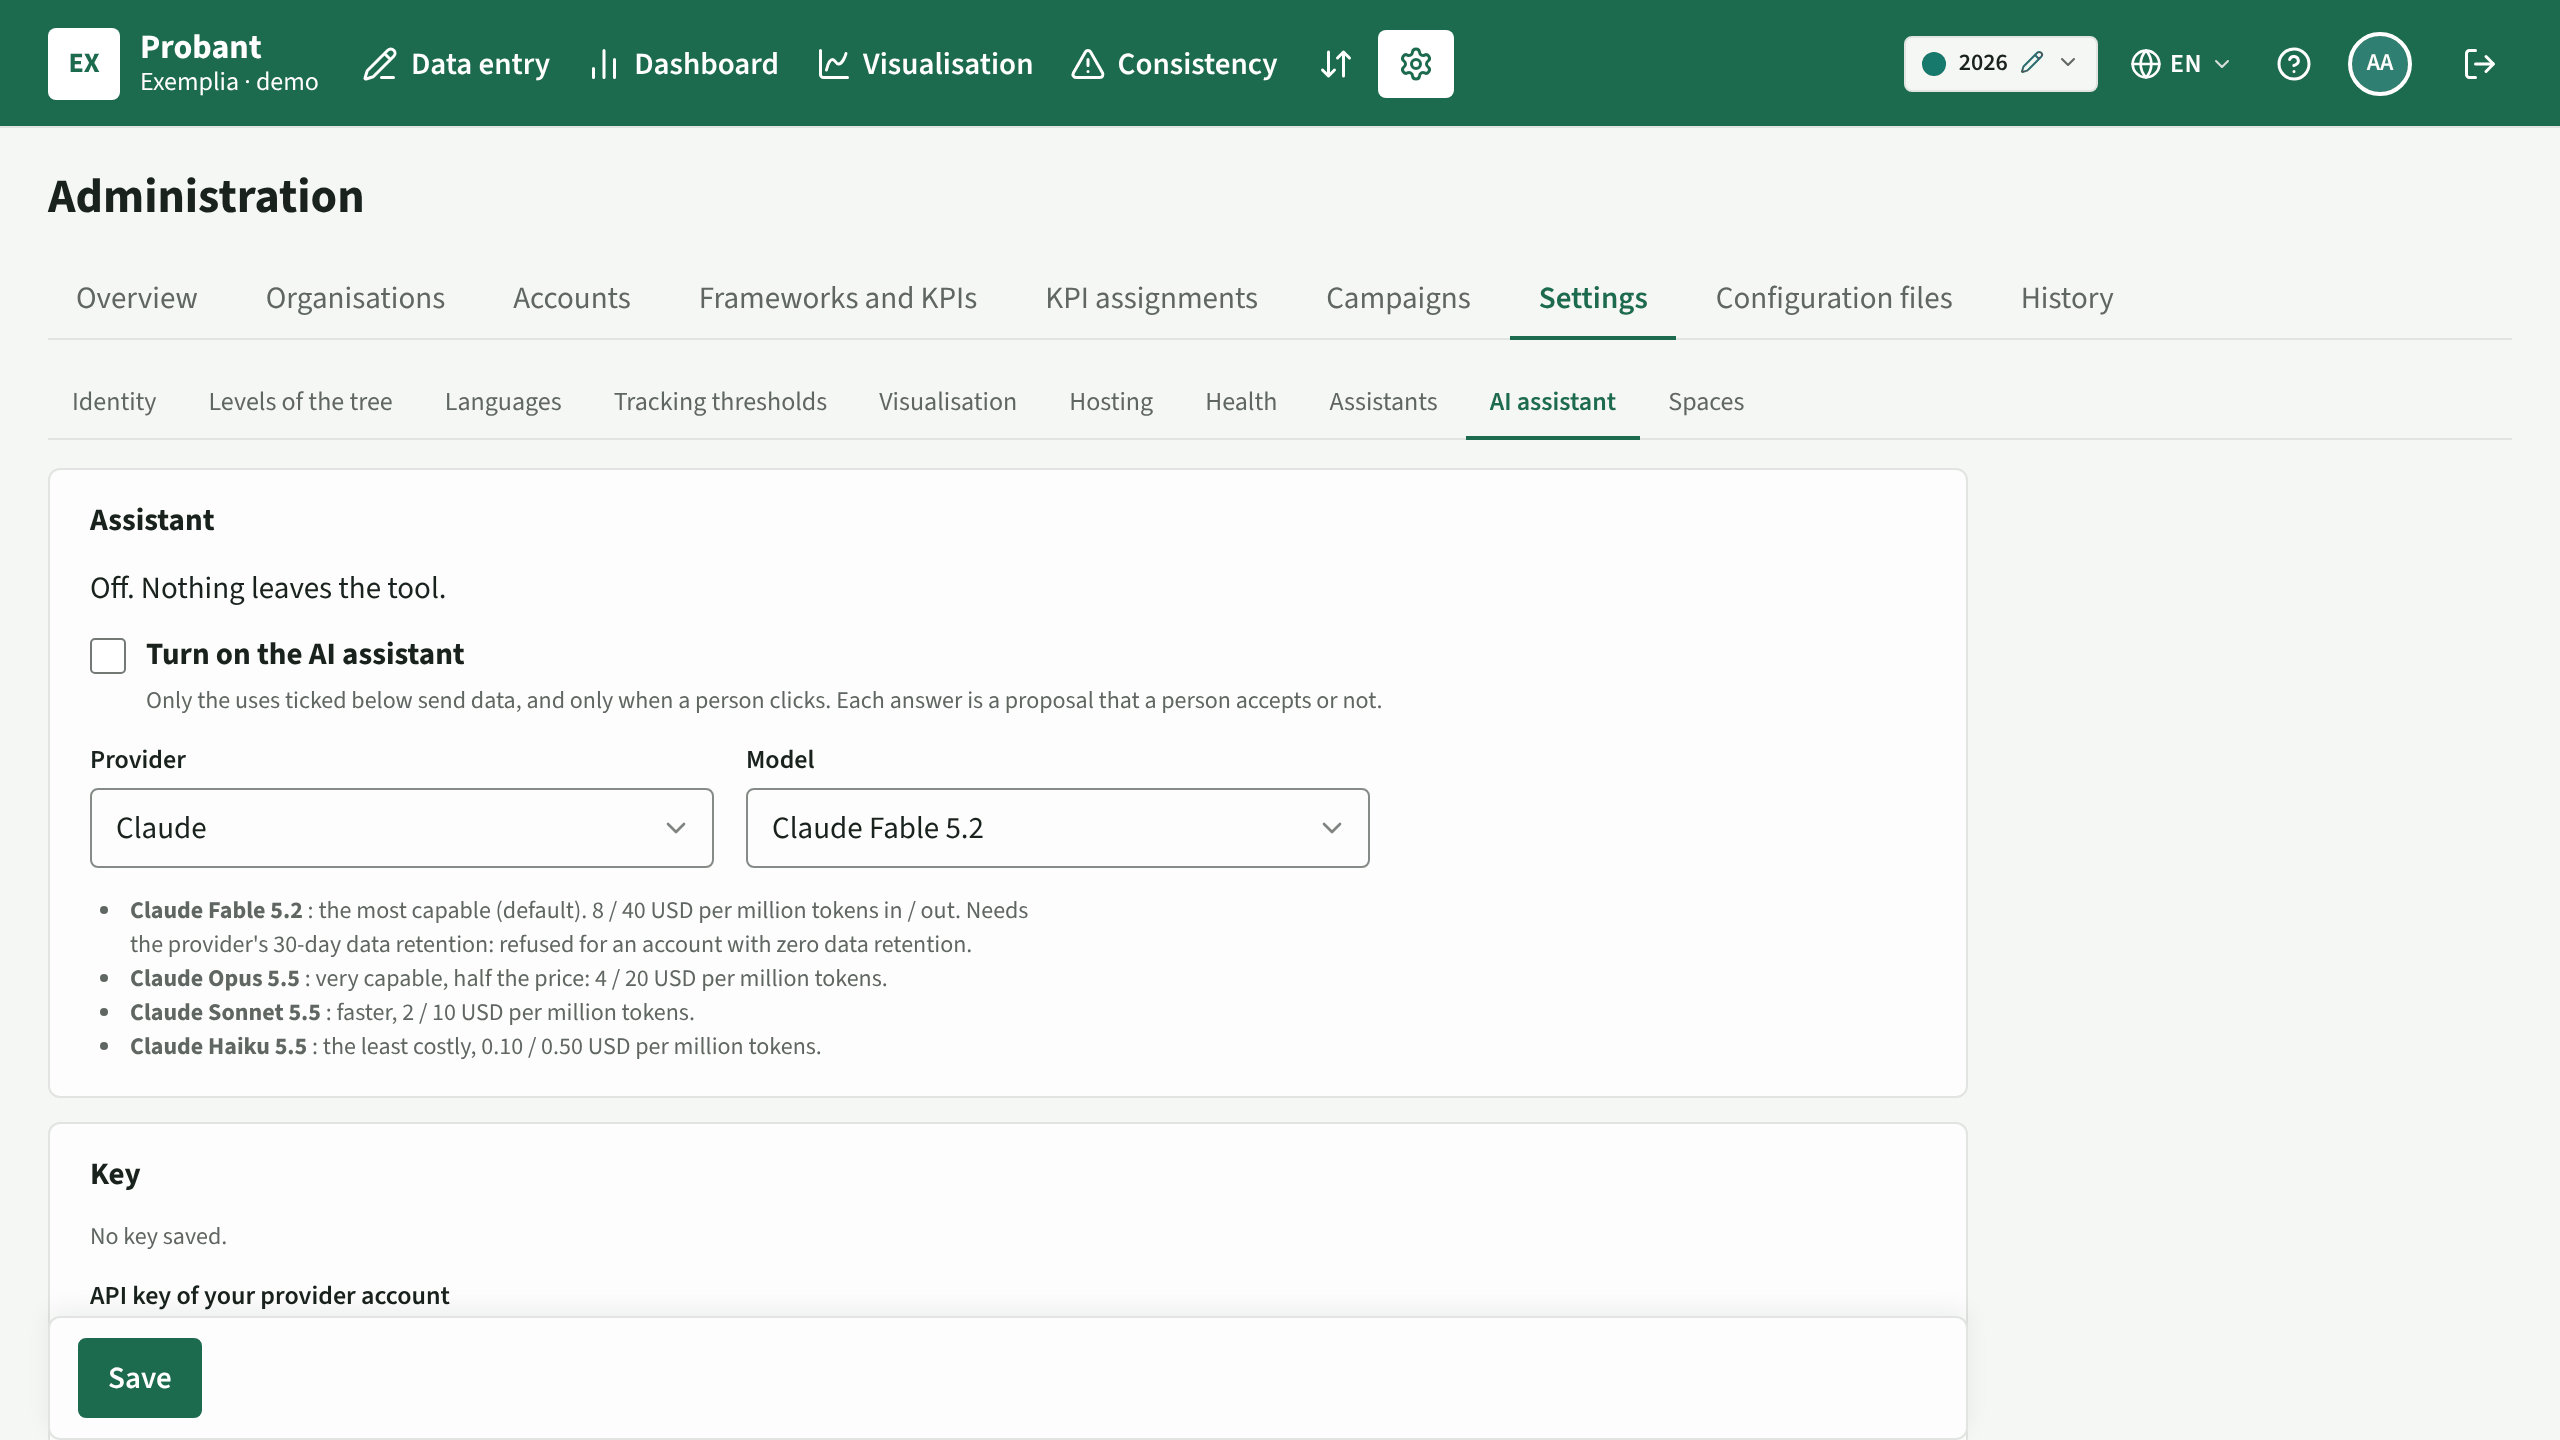 EX
Probant
Exemplia · demo
Data entry
Dashboard
Visualisation
Consistency
2026
EN
AA
Administration
Overview
Organisations
Accounts
Frameworks and KPIs
KPI assignments
Campaigns
Settings
Configuration files
History
Identity
Levels of the tree
Languages
Tracking thresholds
Visualisation
Hosting
Health
Assistants
AI assistant
Spaces
Assistant
Off. Nothing leaves the tool.
Turn on the AI assistant
Only the uses ticked below send data, and only when a person clicks. Each answer is a proposal that a person accepts or not.
Provider
Model
Claude
Claude Fable 5.2
Claude Fable 5.2 : the most capable (default). 8 / 40 USD per million tokens in / out. Needs
the provider's 30-day data retention: refused for an account with zero data retention.
Claude Opus 5.5 : very capable, half the price: 4 / 20 USD per million tokens.
Claude Sonnet 5.5 : faster, 2 / 10 USD per million tokens.
Claude Haiku 5.5 : the least costly, 0.10 / 0.50 USD per million tokens.
Key
No key saved.
API key of your provider account
Save